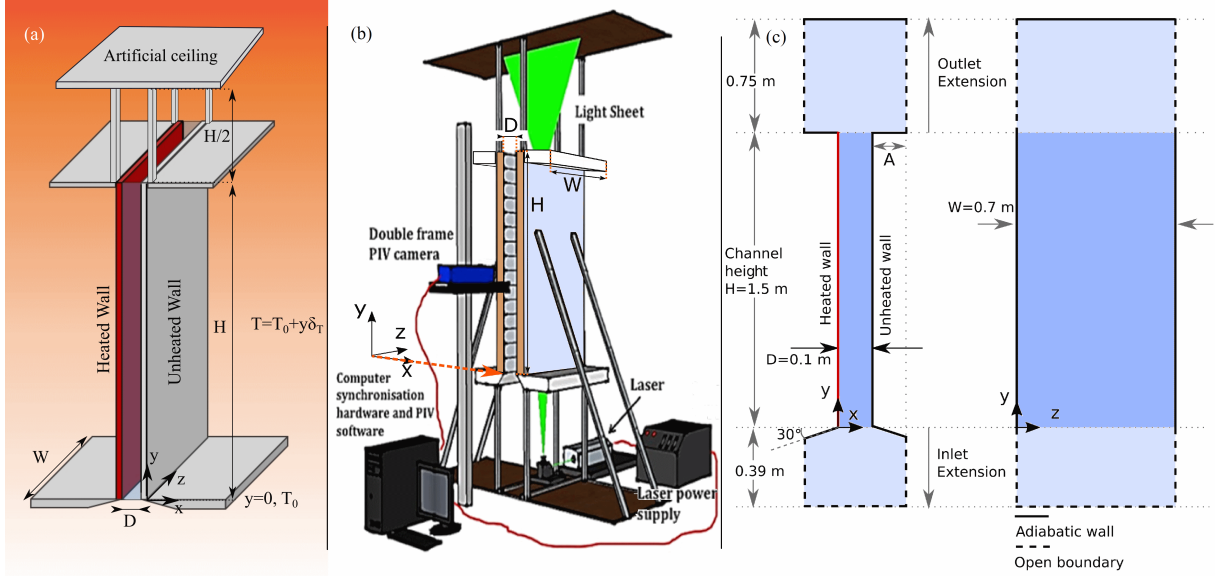 (a)
Artificial ceiling
H/2
Heated Wall
Unheated Wall
H
T=T₀+yδ_T
W
y
z
x
D
y=0, T₀
(b)
Light Sheet
D
W
H
Double frame
PIV camera
y
z
x
Computer
synchronisation
hardware and PIV
software
Laser
Laser power
supply
(c)
0.75 m
Outlet
Extension
A
W=0.7 m
Channel
height
H=1.5 m
Heated wall
Unheated wall
D=0.1 m
y
x
y
z
30°
0.39 m
Inlet
Extension
Adiabatic wall
Open boundary